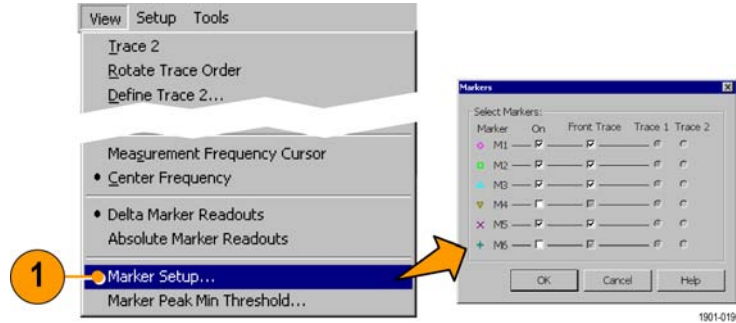 View Setup Tools
Trace 2
Rotate Trace Order
Define Trace 2...
Measurement Frequency Cursor
• Center Frequency
• Delta Marker Readouts
Absolute Marker Readouts
1
Marker Setup...
Marker Peak Min Threshold...
Markers
Select Markers:
Marker On Front Trace Trace 1 Trace 2
M1
M2
M3
M4
M5
M6
OK Cancel Help
1901-019